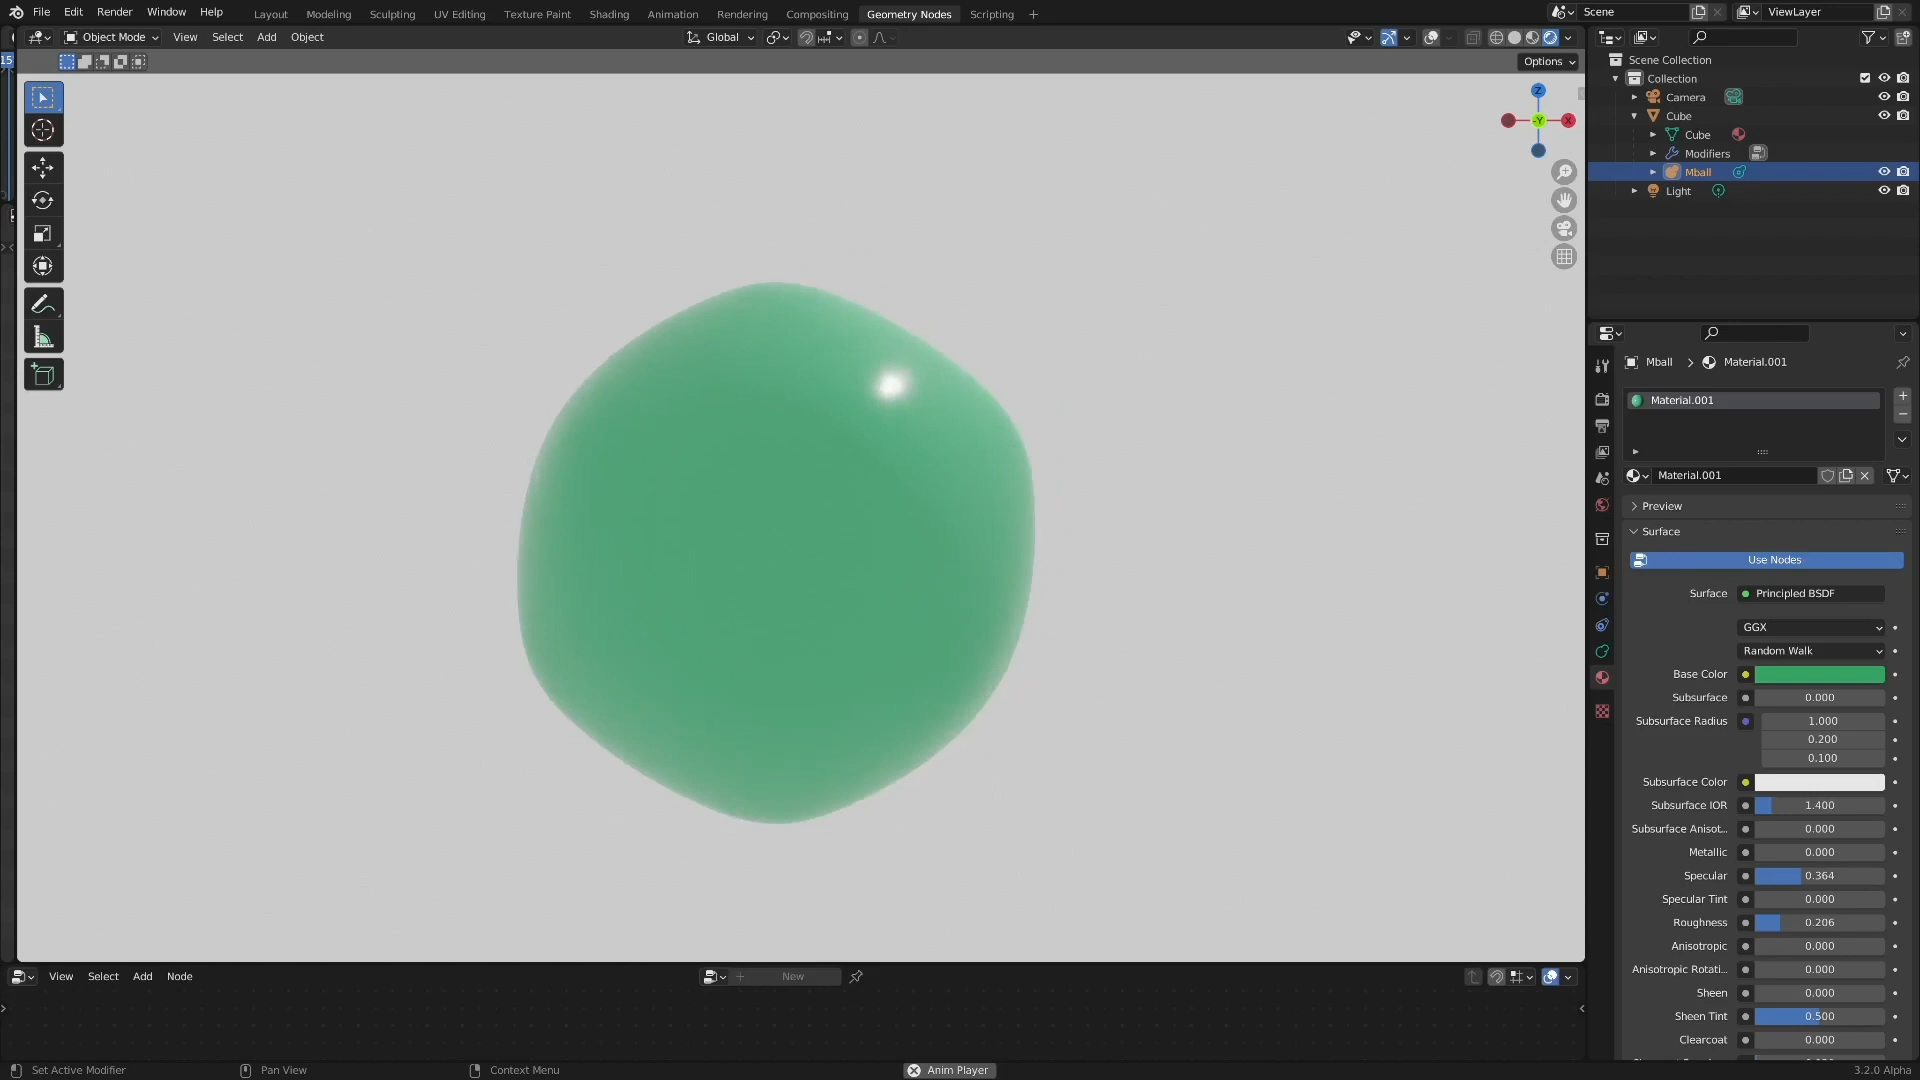 File Edit Render Window Help
Layout Modeling Sculpting UV Editing Texture Paint Shading Animation Rendering Compositing Geometry Nodes Scripting
Scene
ViewLayer
Object Mode View Select Add Object
Global
15
Options
Z
-Y X
Scene Collection
Collection
Camera
Cube
Cube
Modifiers
Mball
Light
Mball Material.001
Material.001
Material.001
Preview
Surface
Use Nodes
Surface Principled BSDF
GGX
Random Walk
Base Color
Subsurface 0.000
Subsurface Radius 1.000
0.200
0.100
Subsurface Color
Subsurface IOR 1.400
Subsurface Anisot... 0.000
Metallic 0.000
Specular 0.364
Specular Tint 0.000
Roughness 0.206
Anisotropic 0.000
Anisotropic Rotati... 0.000
Sheen 0.000
Sheen Tint 0.500
Clearcoat 0.000
View Select Add Node
New
Set Active Modifier
Pan View
Context Menu
Anim Player
3.2.0 Alpha